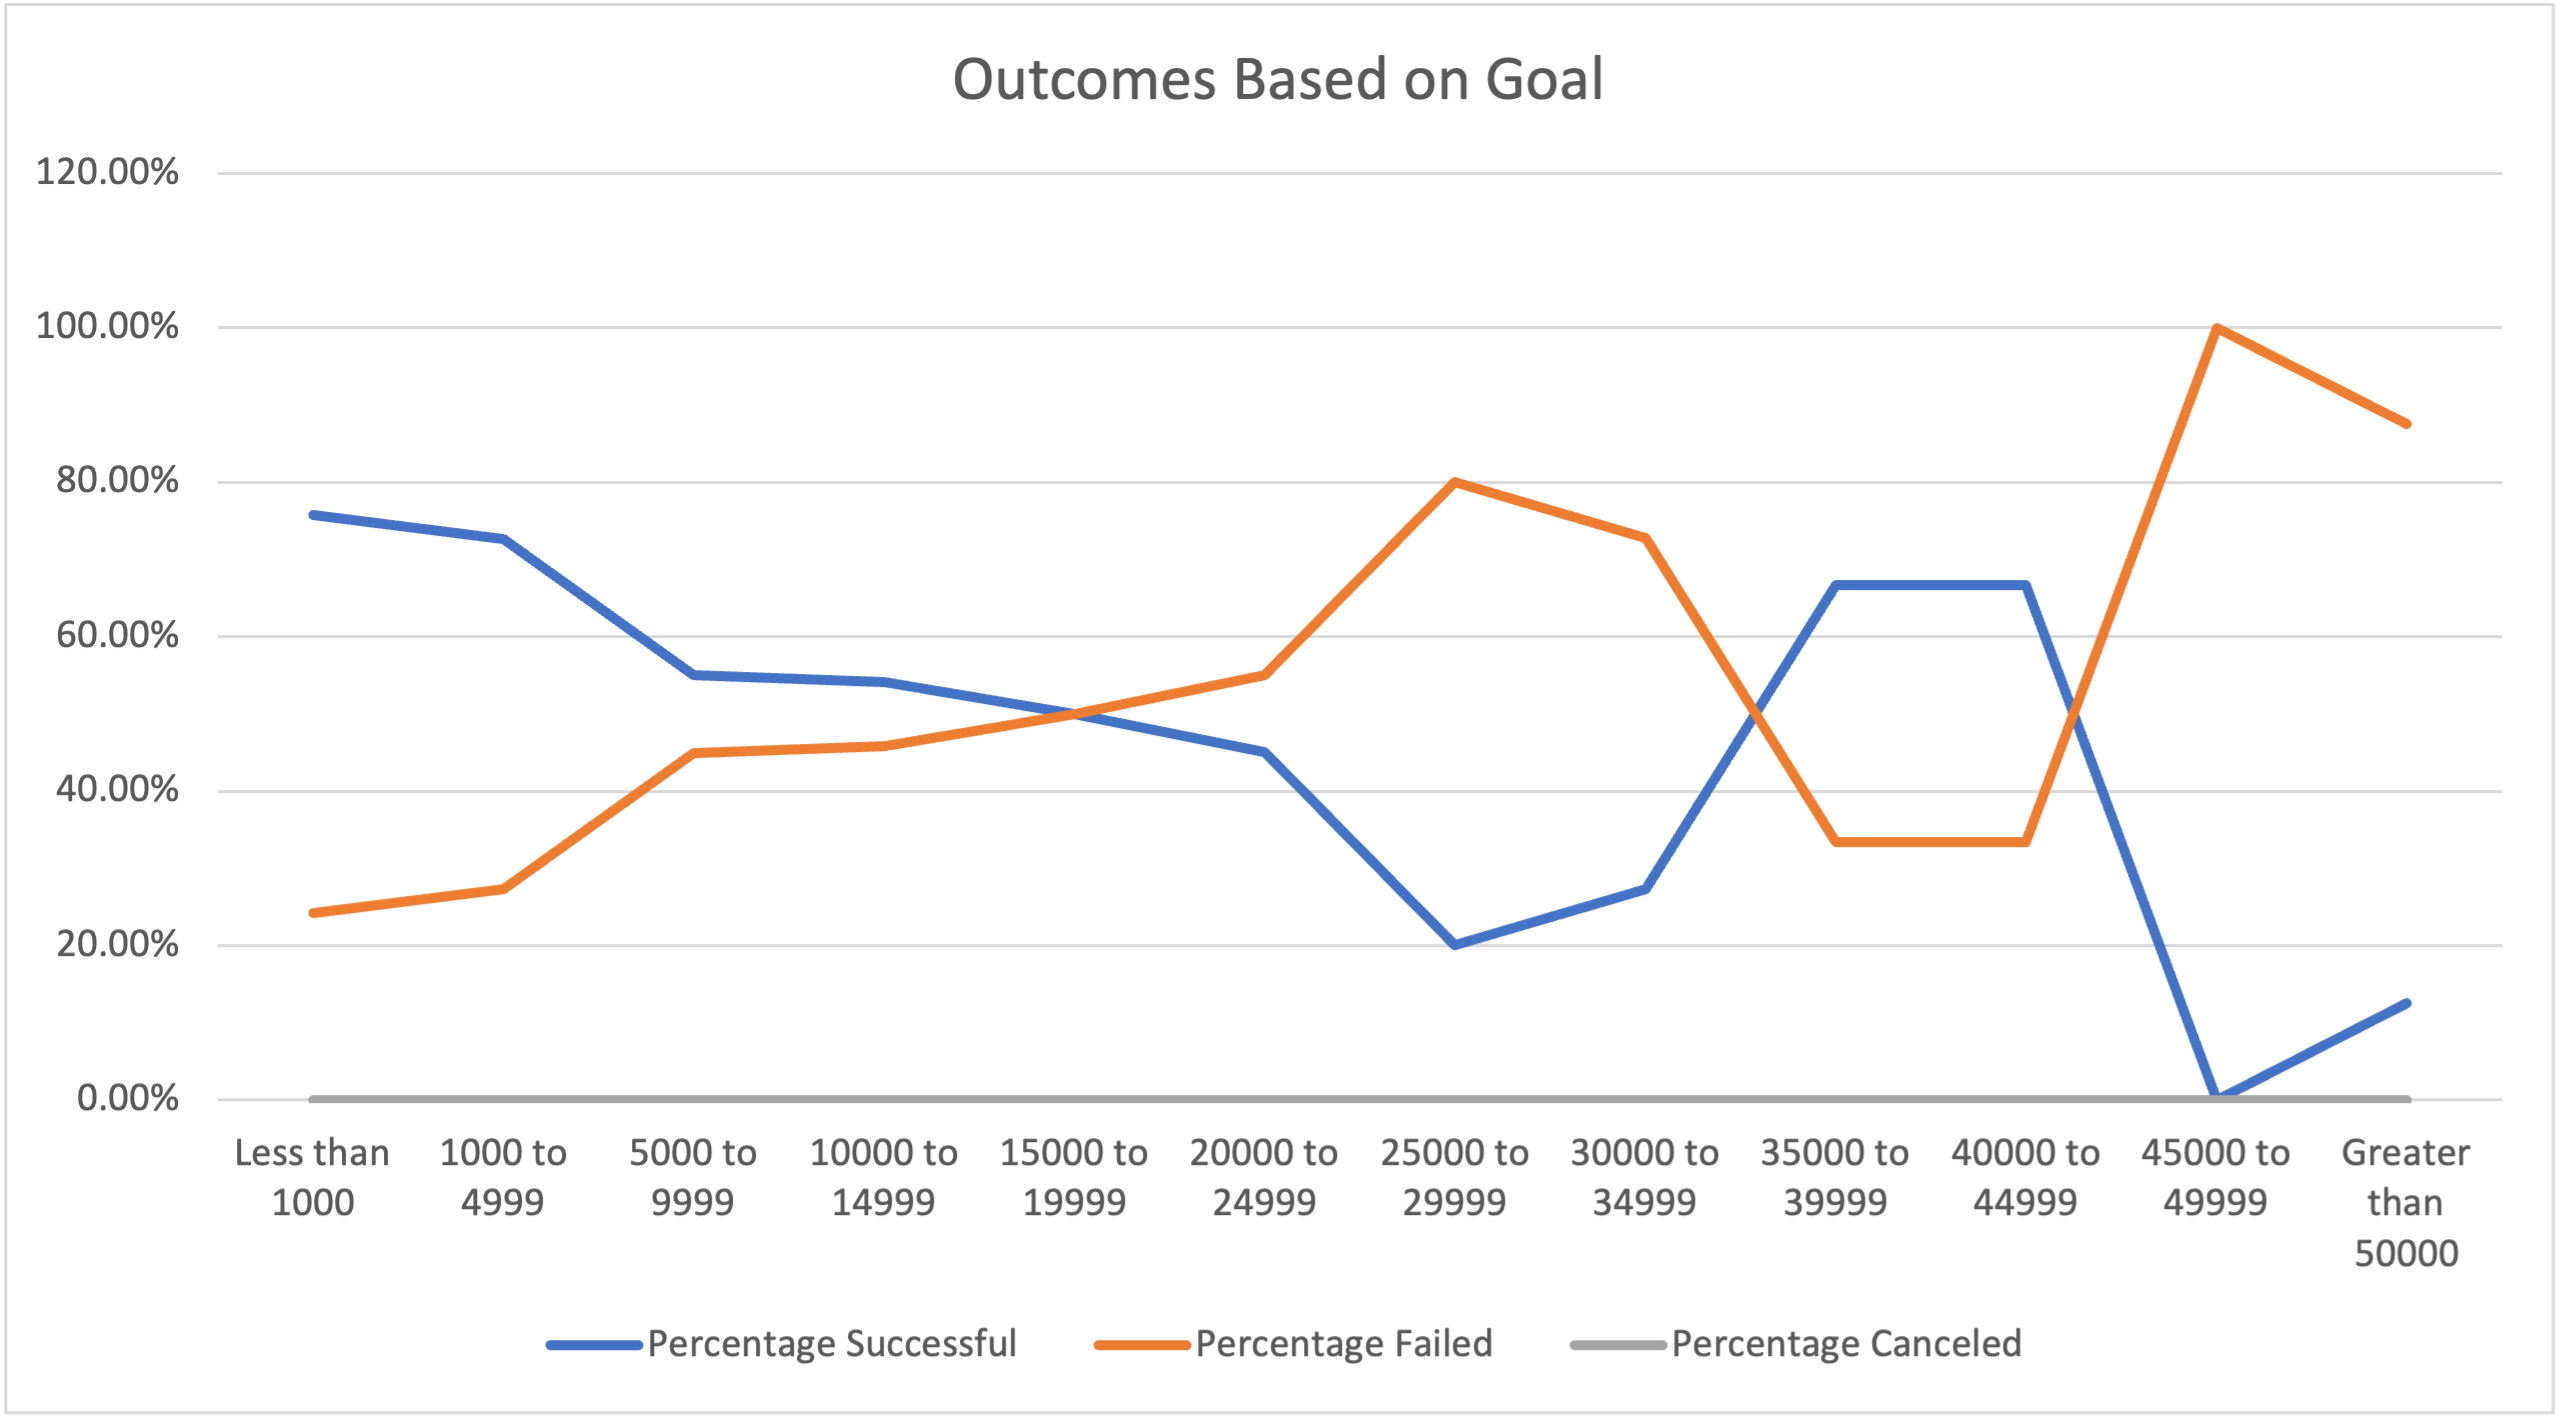 Outcomes Based on Goal
120.00%
100.00%
80.00%
60.00%
40.00%
20.00%
0.00%
Less than
1000
1000 to
4999
5000 to
9999
10000 to
14999
15000 to
19999
20000 to
24999
25000 to
29999
30000 to
34999
35000 to
39999
40000 to
44999
45000 to
49999
Greater
than
50000
Percentage Successful
Percentage Failed
Percentage Canceled